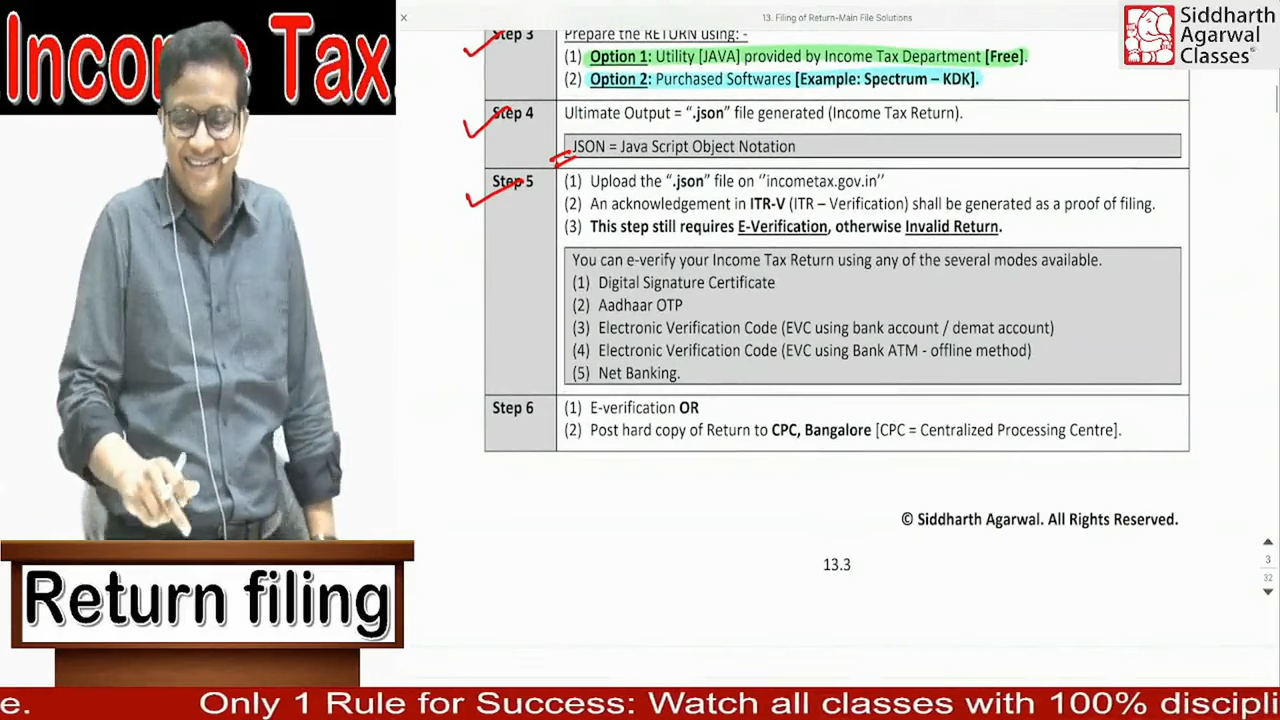 Income Tax.
×
13. Filing of Return-Main File Solutions
Siddharth
Agarwal
Classes
®
Step 3
Prepare the RETURN using: -
(1) Option 1: Utility [JAVA] provided by Income Tax Department [Free].
(2) Option 2: Purchased Softwares [Example: Spectrum – KDK].
Step 4
Ultimate Output = “.json” file generated (Income Tax Return).
JSON = Java Script Object Notation
Step 5
(1) Upload the “.json” file on ‘’incometax.gov.in’’
(2) An acknowledgement in ITR-V (ITR – Verification) shall be generated as a proof of filing.
(3) This step still requires E-Verification, otherwise Invalid Return.
You can e-verify your Income Tax Return using any of the several modes available.
(1) Digital Signature Certificate
(2) Aadhaar OTP
(3) Electronic Verification Code (EVC using bank account / demat account)
(4) Electronic Verification Code (EVC using Bank ATM - offline method)
(5) Net Banking.
Step 6
(1) E-verification OR
(2) Post hard copy of Return to CPC, Bangalore [CPC = Centralized Processing Centre].
© Siddharth Agarwal. All Rights Reserved.
13.3
3
32
Return filing
e. Only 1 Rule for Success: Watch all classes with 100% discipli